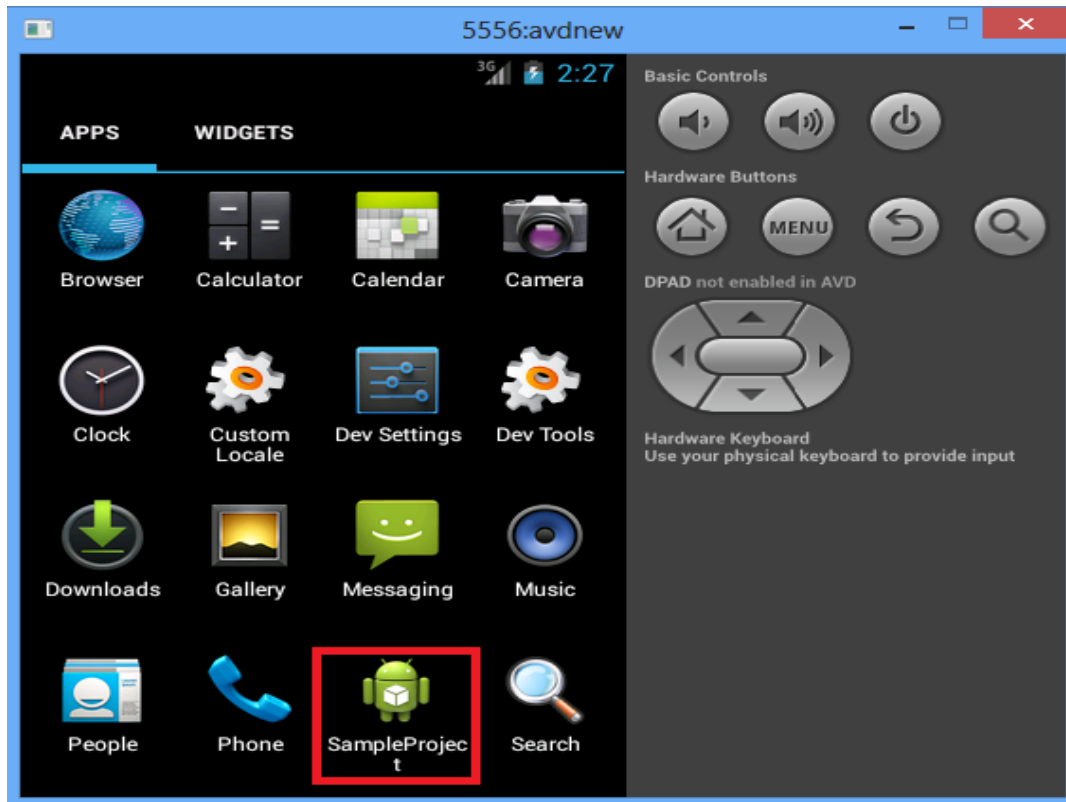 5556:avdnew
3G 2:27
APPS WIDGETS
Browser Calculator Calendar Camera
Clock Custom Dev Settings Dev Tools
Locale
Downloads Gallery Messaging Music
People Phone SampleProjec Search
t
Basic Controls
Hardware Buttons
MENU
DPAD not enabled in AVD
Hardware Keyboard
Use your physical keyboard to provide input